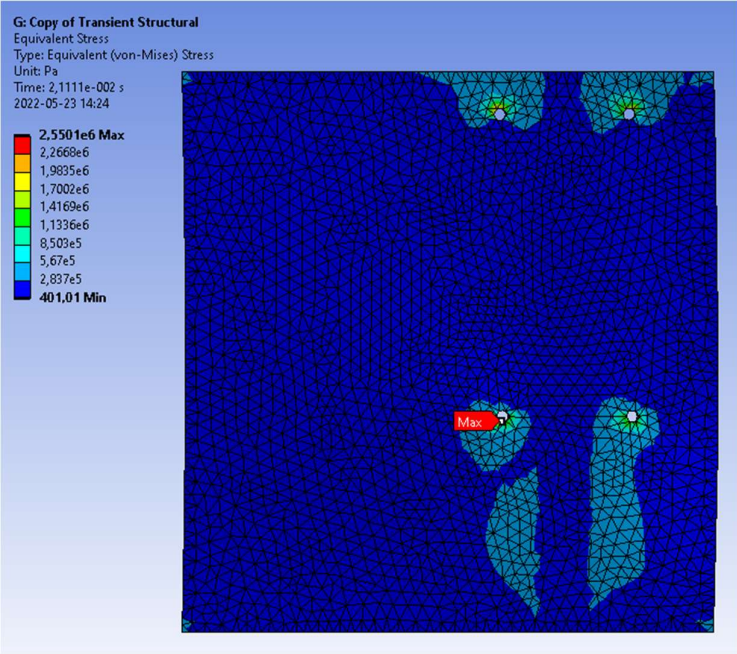 G: Copy of Transient Structural
Equivalent Stress
Type: Equivalent (von-Mises) Stress
Unit: Pa
Time: 2,1111e-002 s
2022-05-23 14:24
2,5501e6 Max
2,2668e6
1,9835e6
1,7002e6
1,4169e6
1,1336e6
8,503e5
5,67e5
2,837e5
401,01 Min
Max